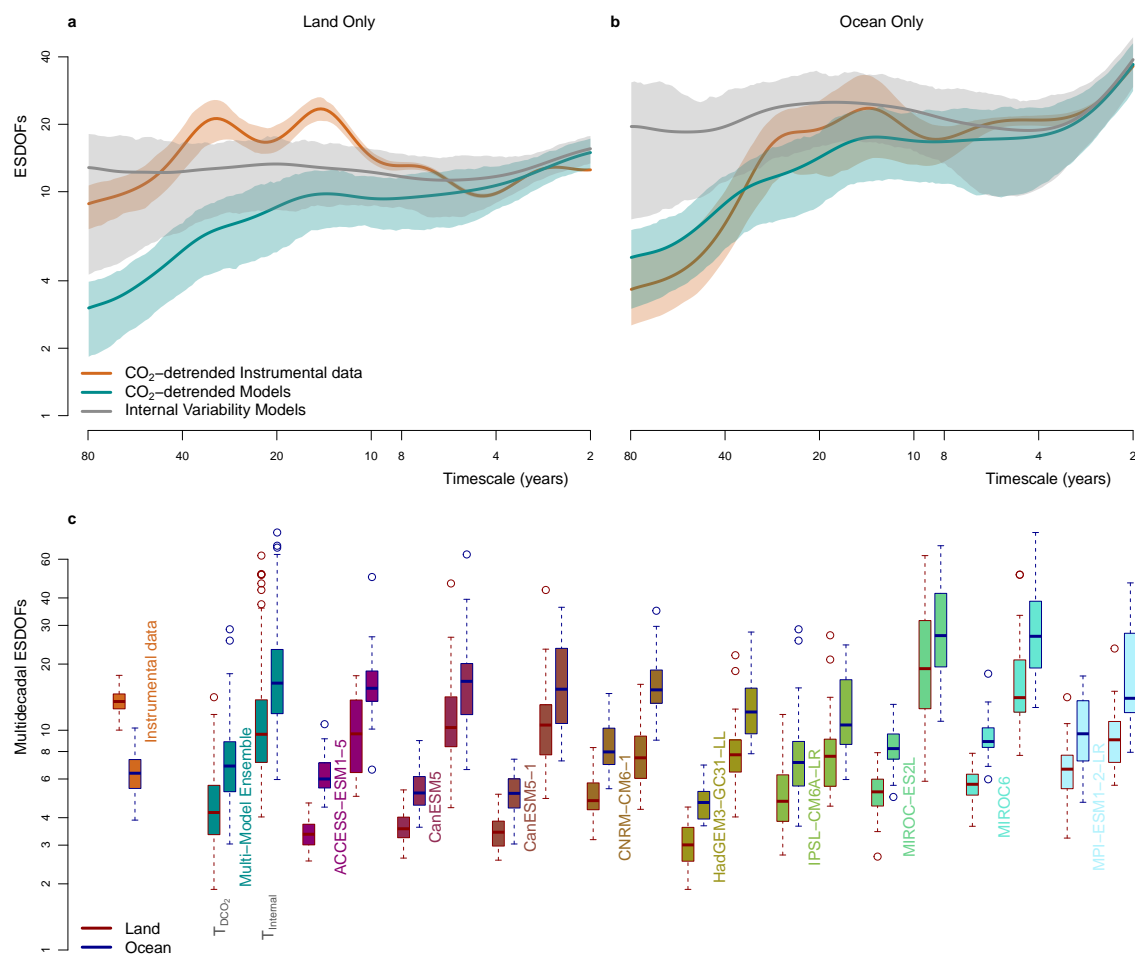 a
Land Only
b
Ocean Only
ESDOFs
40
20
10
4
2
1
CO₂−detrended Instrumental data
CO₂−detrended Models
Internal Variability Models
80
40
20
10
8
4
2
80
40
20
10
8
4
2
Timescale (years)
Timescale (years)
c
Multidecadal ESDOFs
60
40
30
20
10
8
6
4
3
2
1
Instrumental data
Multi−Model Ensemble
ACCESS−ESM1−5
CanESM5
CanESM5−1
CNRM−CM6−1
HadGEM3−GC31−LL
IPSL−CM6A−LR
MIROC−ES2L
MIROC6
MPI−ESM1−2−LR
T_DCO₂
T_Internal
Land
Ocean